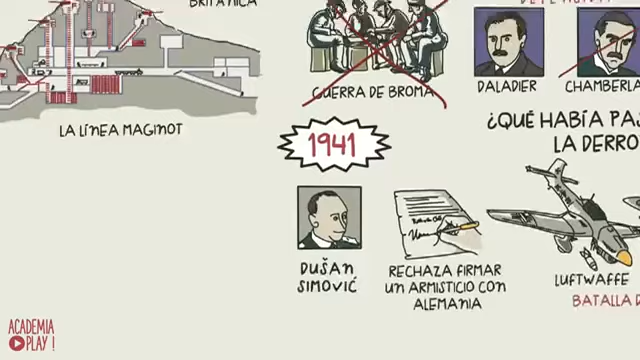 BRITÁNICA
LA LÍNEA MAGINOT
GUERRA DE BROMA
DALADIER
CHAMBERLA
¿QUÉ HABÍA PAS
LA DERRO
1941
DUŠAN
SIMOVIĆ
RECHAZA FIRMAR
UN ARMISTICIO CON
ALEMANIA
LUFTWAFFE
BATALLA D
ACADEMIA
PLAY !